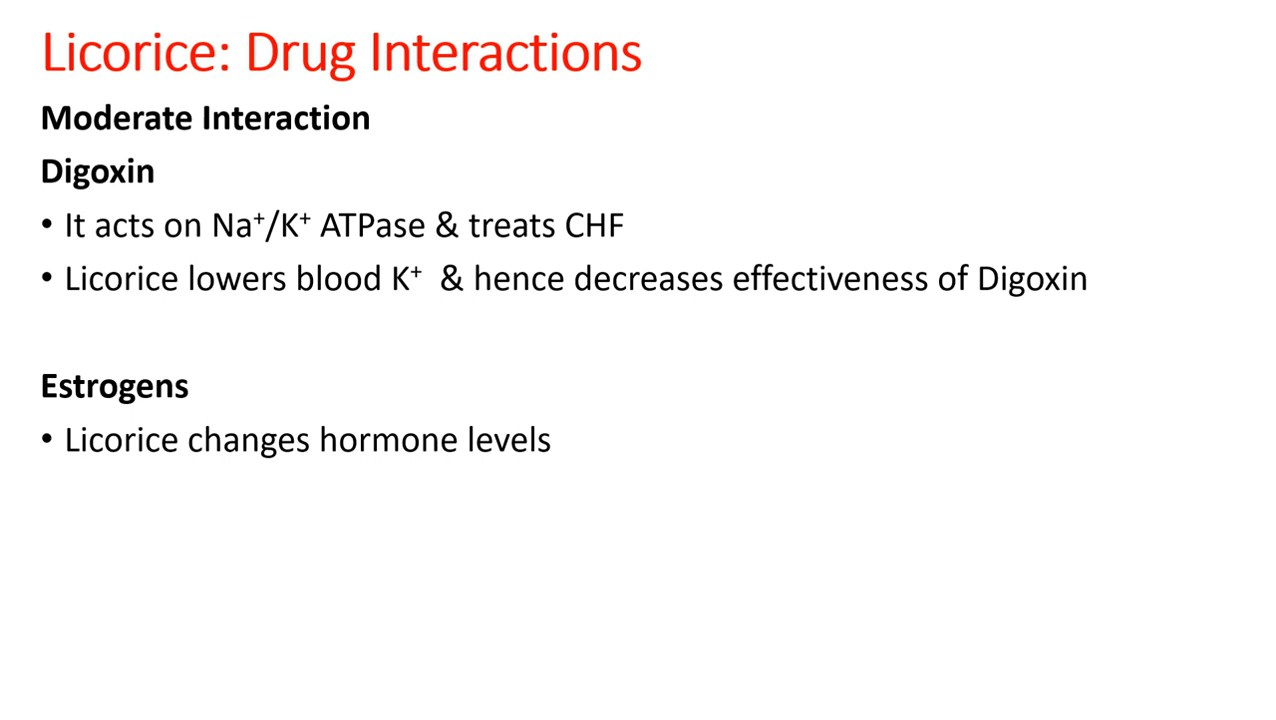 Licorice: Drug Interactions
Moderate Interaction
Digoxin
• It acts on Na⁺/K⁺ ATPase & treats CHF
• Licorice lowers blood K⁺ & hence decreases effectiveness of Digoxin
Estrogens
• Licorice changes hormone levels